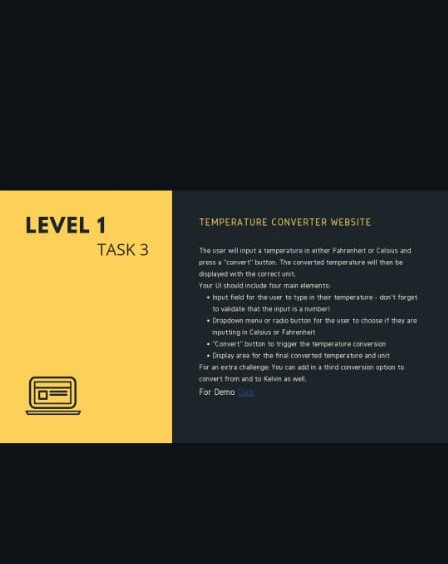 LEVEL 1
TASK 3
TEMPERATURE CONVERTER WEBSITE
The user will input a temperature in either Fahrenheit or Celsius and
press a "convert" button. The converted temperature will then be
displayed with the correct unit.
Your UI should include four main elements:
• Input field for the user to type in their temperature - don't forget
to validate that the input is a number!
• Dropdown menu or radio button for the user to choose if they are
inputting in Celsius or Fahrenheit
• "Convert" button to trigger the temperature conversion
• Display area for the final converted temperature and unit
For an extra challenge: You can add in a third conversion option to
convert from and to Kelvin as well.
For Demo Click